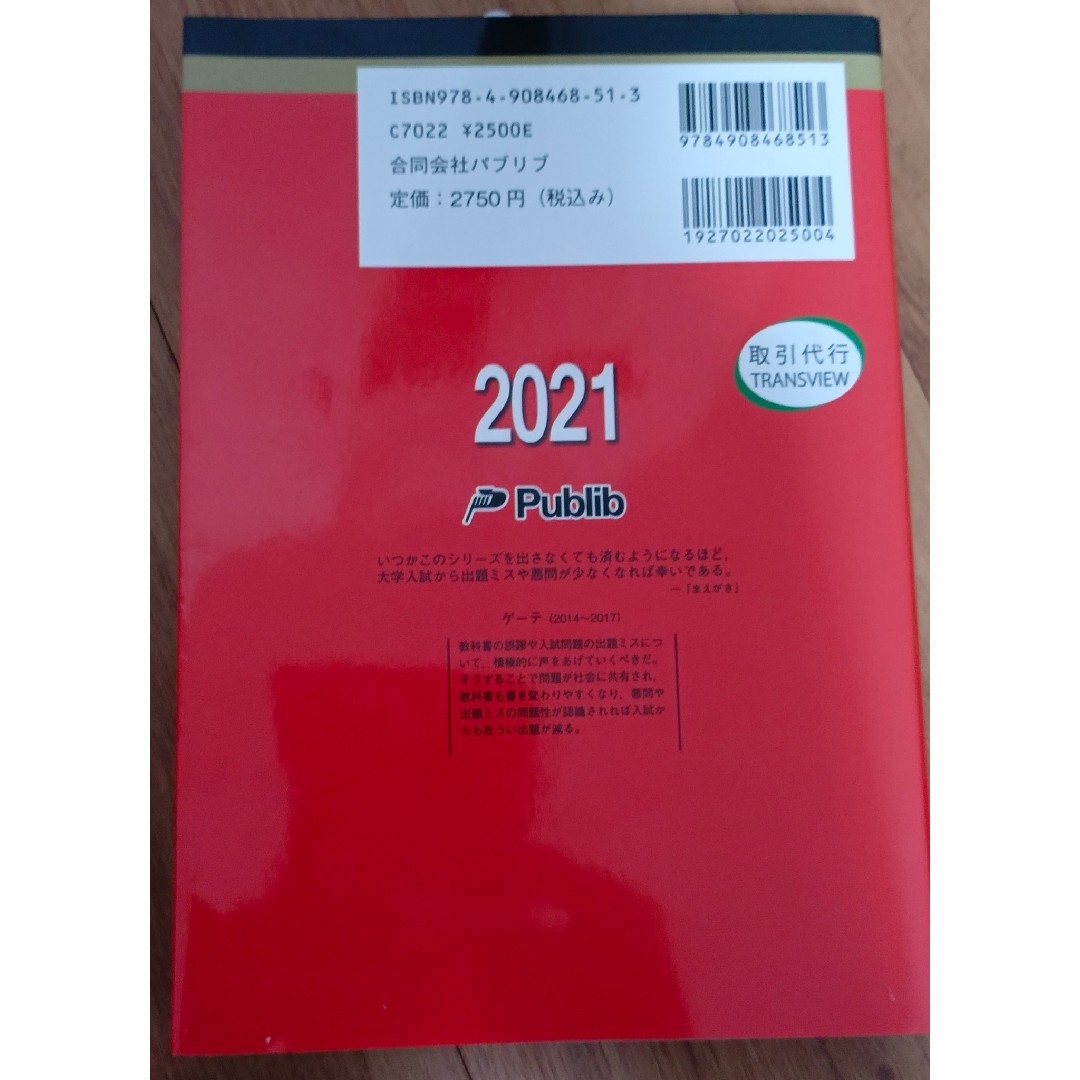 ISBN978-4-908468-51-3
C7022 ¥2500E
合同会社パブリブ
定価：2750円（税込み）
9784908468513
1927022025004
取引代行
TRANSVIEW
2021
Publib
いつかこのシリーズを出さなくても済むようになるほど、
大学入試から出題ミスや悪問が少なくなれば幸いである。
―「まえがき」
ゲーテ（2014～2017）
教科書の誤謬や入試問題の出題ミスにつ
いて、積極的に声をあげていくべきだ。
そうすることで問題が社会に共有され、
教科書も書き変わりやすくなり、悪問や
出題ミスの問題性が認識されれば入試か
らも危うい出題が減る。